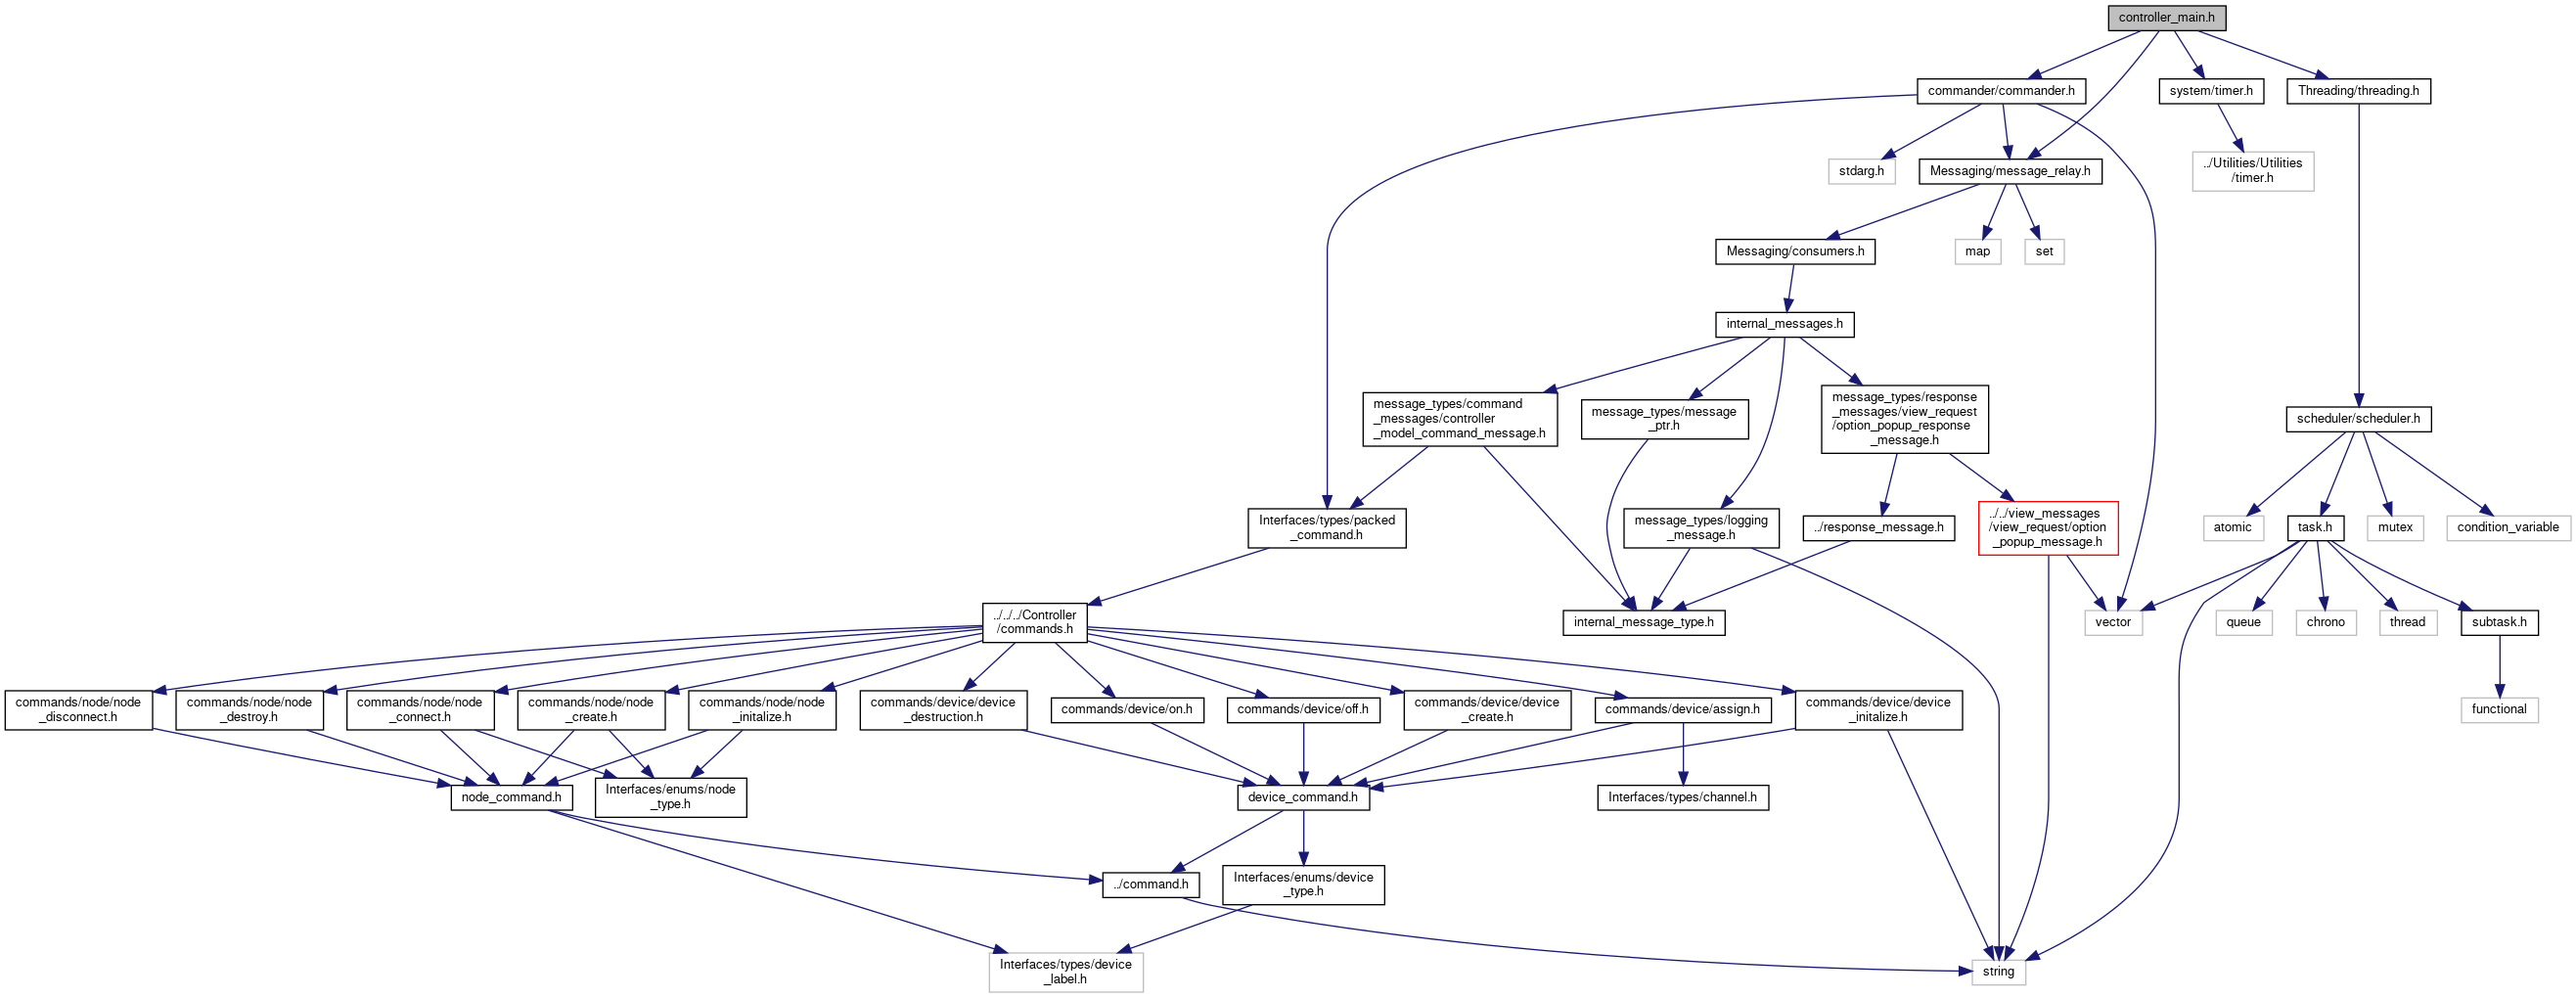 controller_main.h
commander/commander.h
system/timer.h
Threading/threading.h
stdarg.h
Messaging/message_relay.h
../Utilities/Utilities
/timer.h
Messaging/consumers.h
map
set
internal_messages.h
message_types/command
_messages/controller
_model_command_message.h
message_types/message
_ptr.h
message_types/response
_messages/view_request
/option_popup_response
_message.h
scheduler/scheduler.h
Interfaces/types/packed
_command.h
message_types/logging
_message.h
../response_message.h
../../view_messages
/view_request/option
_popup_message.h
atomic
task.h
mutex
condition_variable
../../../Controller
/commands.h
internal_message_type.h
vector
queue
chrono
thread
subtask.h
commands/node/node
_disconnect.h
commands/node/node
_destroy.h
commands/node/node
_connect.h
commands/node/node
_create.h
commands/node/node
_initalize.h
commands/device/device
_destruction.h
commands/device/on.h
commands/device/off.h
commands/device/device
_create.h
commands/device/assign.h
commands/device/device
_initalize.h
functional
node_command.h
Interfaces/enums/node
_type.h
device_command.h
Interfaces/types/channel.h
../command.h
Interfaces/enums/device
_type.h
Interfaces/types/device
_label.h
string